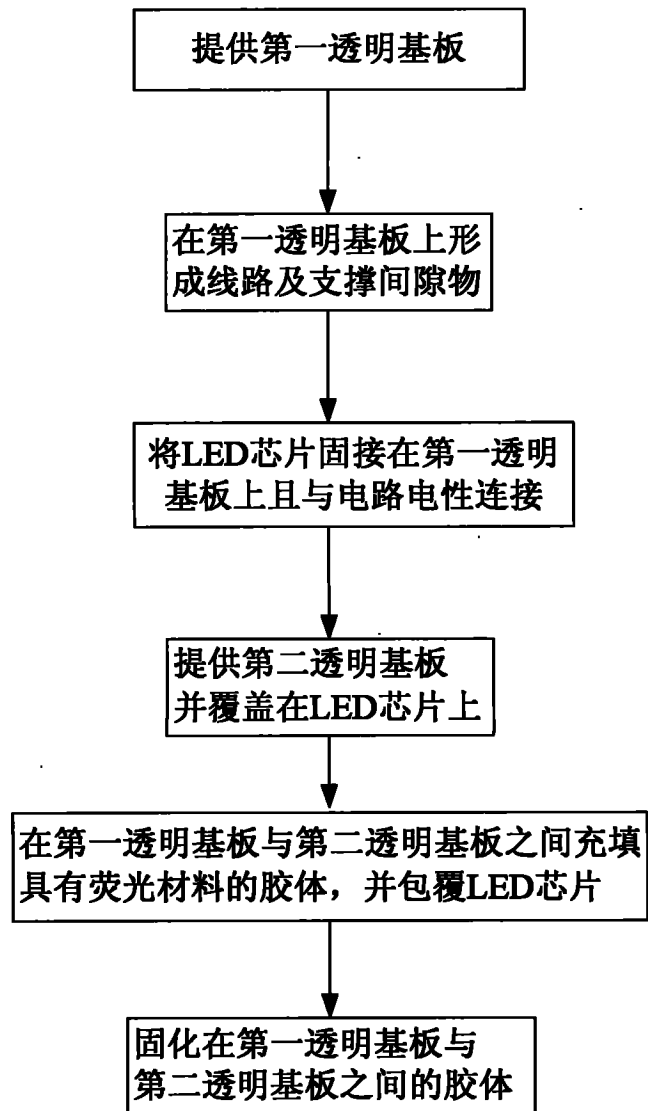 提供第一透明基板
在第一透明基板上形
成线路及支撑间隙物
将LED芯片固接在第一透明
基板上且与电路电性连接
提供第二透明基板
并覆盖在LED芯片上
在第一透明基板与第二透明基板之间充填
具有荧光材料的胶体，并包覆LED芯片
固化在第一透明基板与
第二透明基板之间的胶体